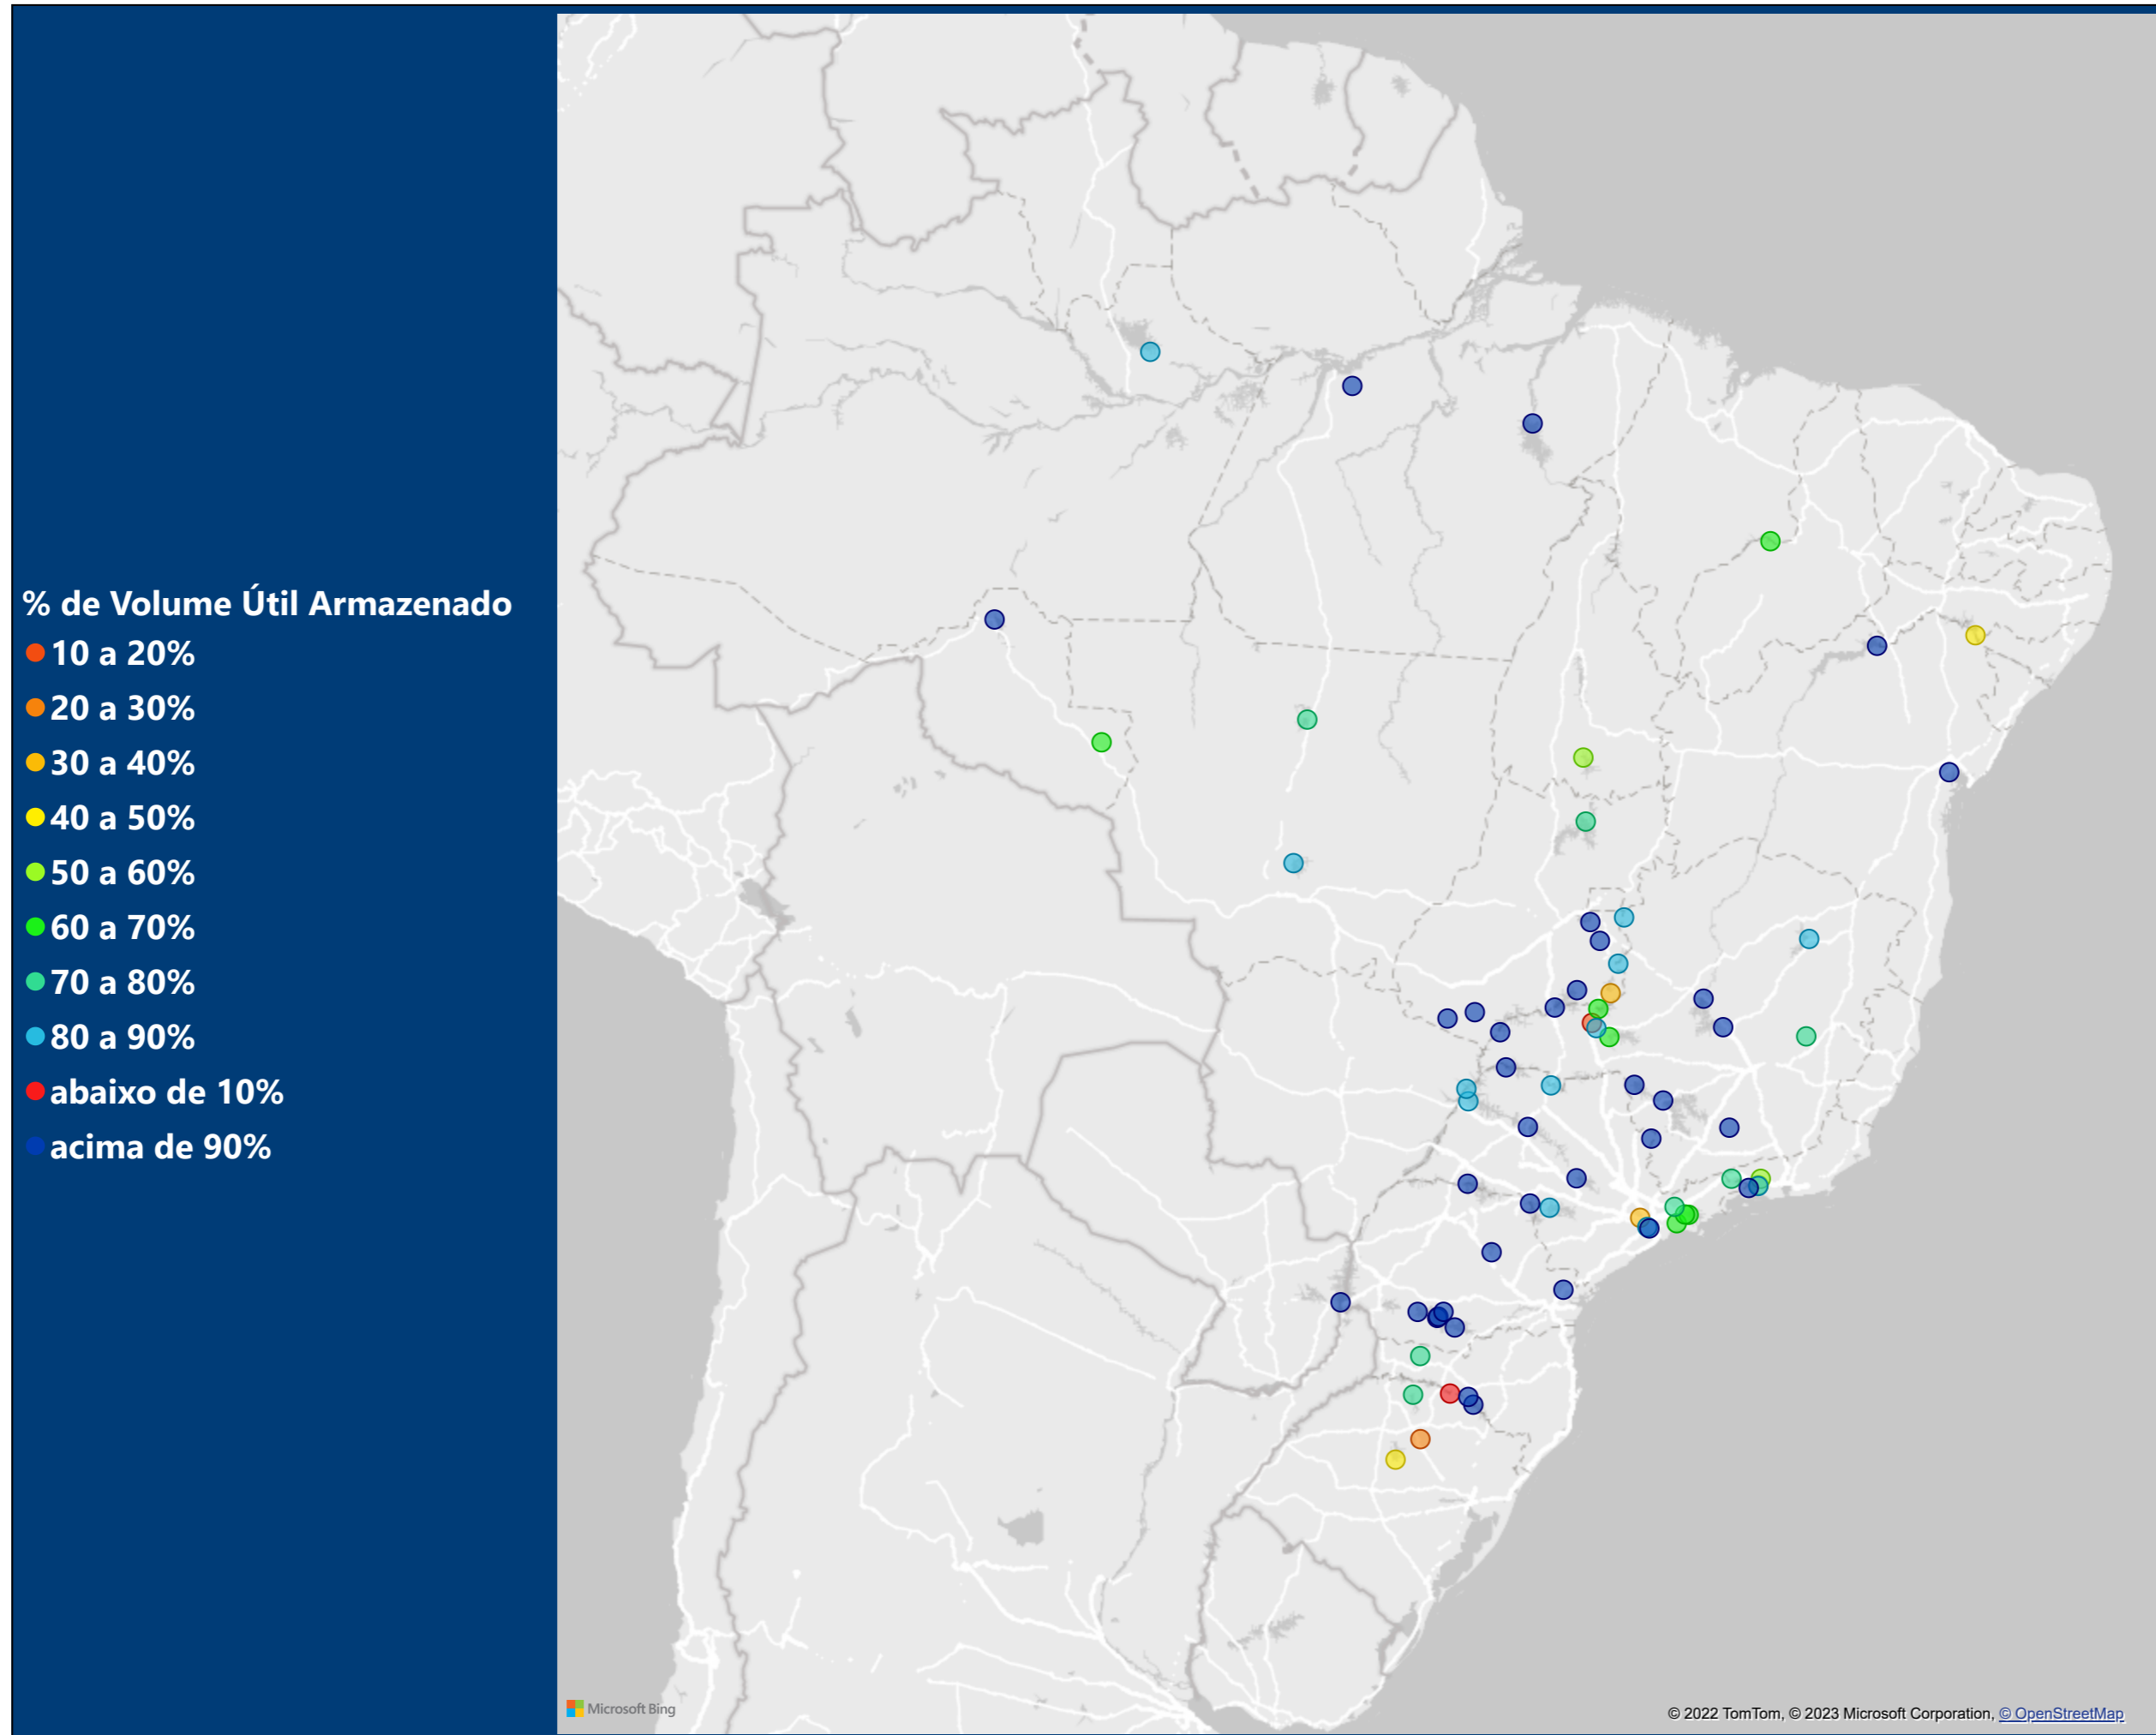 % de Volume Útil Armazenado
10 a 20%
20 a 30%
30 a 40%
40 a 50%
50 a 60%
60 a 70%
70 a 80%
80 a 90%
abaixo de 10%
acima de 90%
Microsoft Bing
© 2022 TomTom, © 2023 Microsoft Corporation, © OpenStreetMap